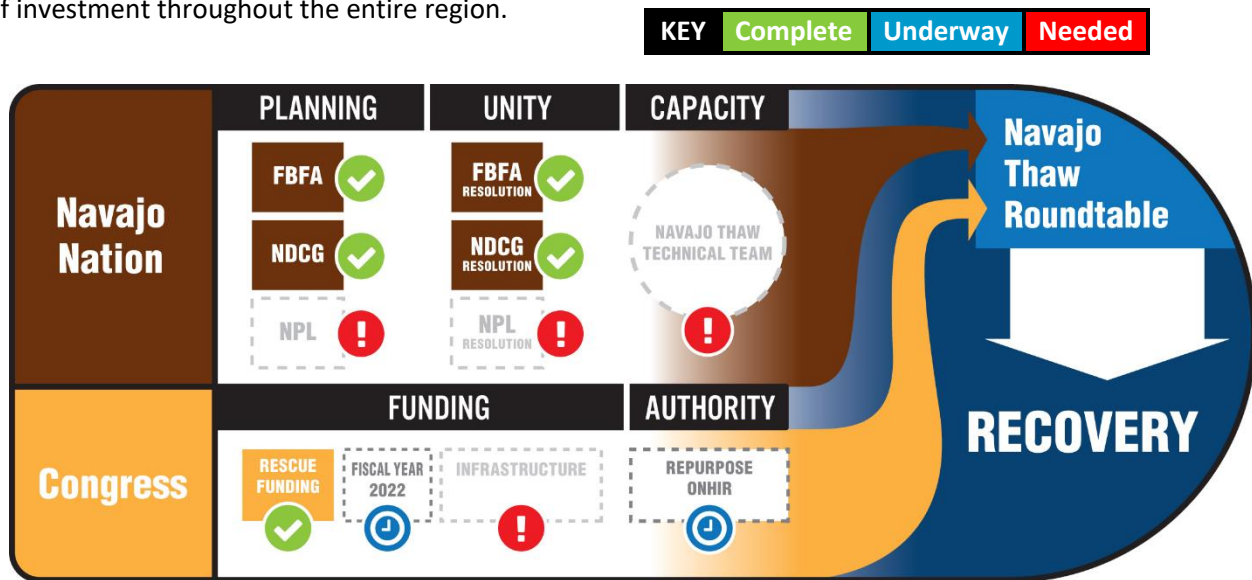 f investment throughout the entire region.
KEY Complete Underway Needed
PLANNING UNITY CAPACITY
Navajo
Nation
FBFA
NDCG
NPL
FBFA
RESOLUTION
NDCG
RESOLUTION
NPL
RESOLUTION
NAVAJO THAW
TECHNICAL TEAM
Navajo
Thaw
Roundtable
RECOVERY
FUNDING AUTHORITY
Congress
RESCUE
FUNDING
FISCAL YEAR
2022
INFRASTRUCTURE
REPURPOSE
ONHIR